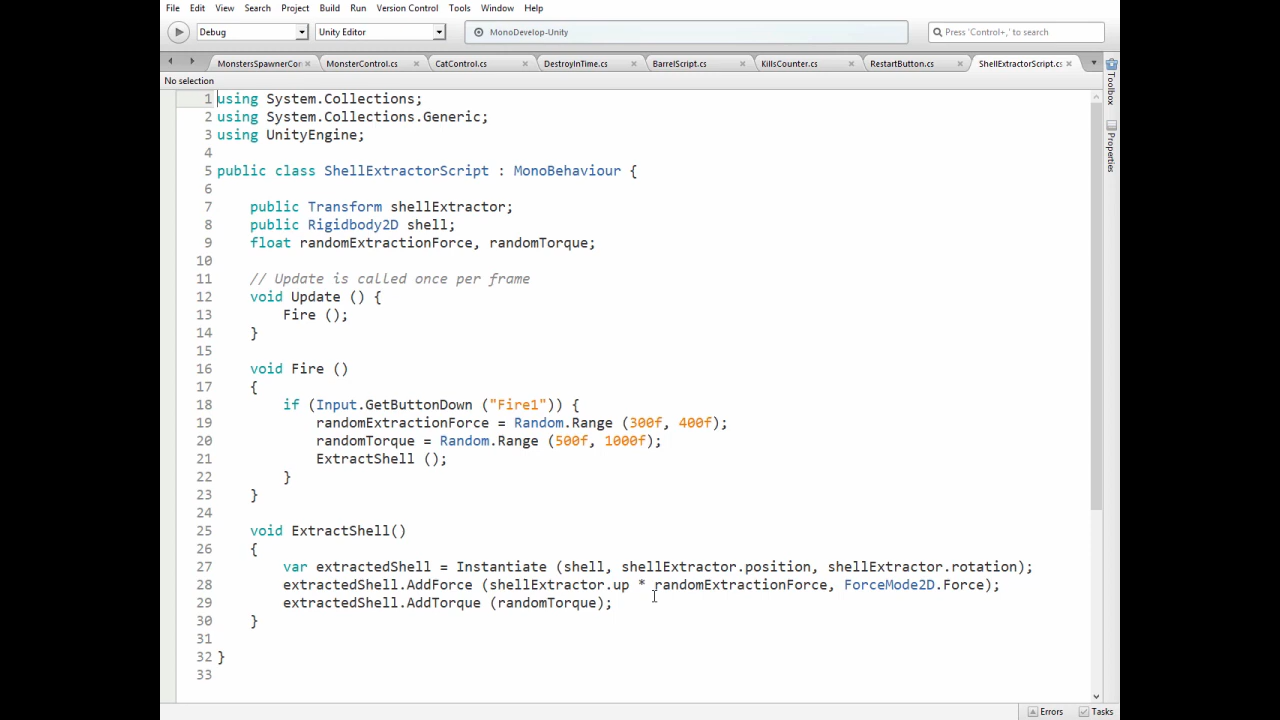 File Edit View Search Project Build Run Version Control Tools Window Help
Debug Unity Editor MonoDevelop-Unity Press 'Control+,' to search
MonstersSpawnerCor MonsterControl.cs CatControl.cs DestroyInTime.cs BarrelScript.cs KillsCounter.cs RestartButton.cs ShellExtractorScript.cs
No selection
1 using System.Collections;
2 using System.Collections.Generic;
3 using UnityEngine;
4
5 public class ShellExtractorScript : MonoBehaviour {
6
7 public Transform shellExtractor;
8 public Rigidbody2D shell;
9 float randomExtractionForce, randomTorque;
10
11 // Update is called once per frame
12 void Update () {
13 Fire ();
14 }
15
16 void Fire ()
17 {
18 if (Input.GetButtonDown ("Fire1")) {
19 randomExtractionForce = Random.Range (300f, 400f);
20 randomTorque = Random.Range (500f, 1000f);
21 ExtractShell ();
22 }
23 }
24
25 void ExtractShell()
26 {
27 var extractedShell = Instantiate (shell, shellExtractor.position, shellExtractor.rotation);
28 extractedShell.AddForce (shellExtractor.up * randomExtractionForce, ForceMode2D.Force);
29 extractedShell.AddTorque (randomTorque);
30 }
31
32 }
33
Toolbox
Properties
Errors Tasks